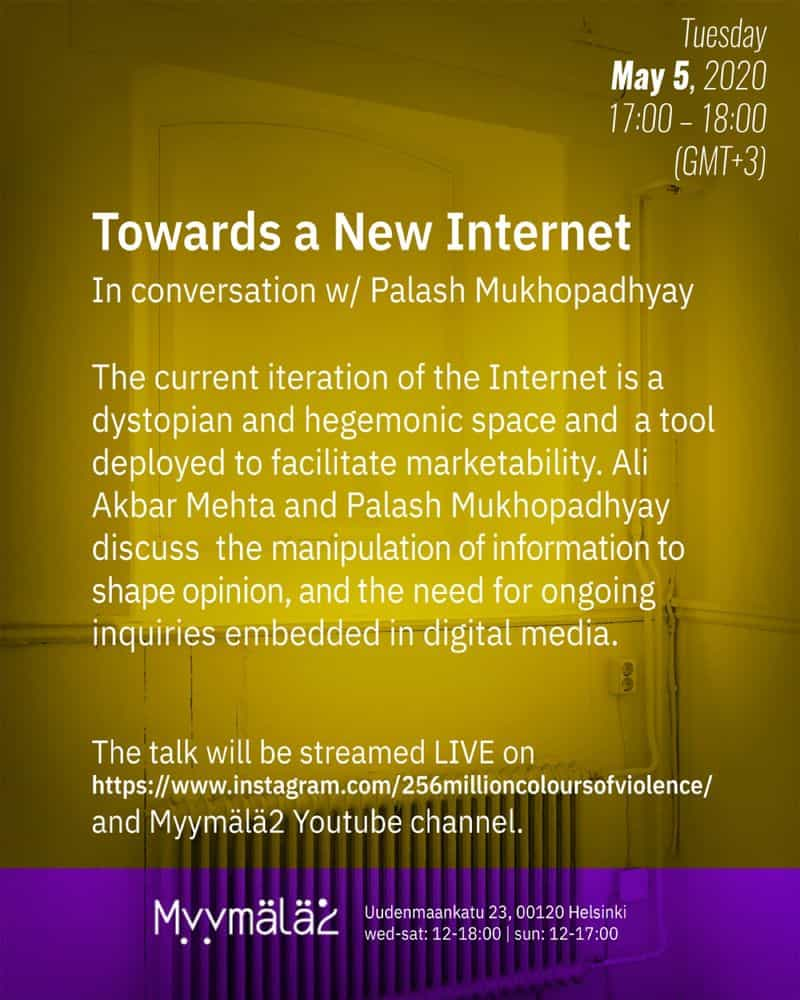 Tuesday
May 5, 2020
17:00 – 18:00
(GMT+3)
Towards a New Internet
In conversation w/ Palash Mukhopadhyay
The current iteration of the Internet is a
dystopian and hegemonic space and  a tool
deployed to facilitate marketability. Ali
Akbar Mehta and Palash Mukhopadhyay
discuss  the manipulation of information to
shape opinion, and the need for ongoing
inquiries embedded in digital media.
The talk will be streamed LIVE on
https://www.instagram.com/256millioncoloursofviolence/
and Myymälä2 Youtube channel.
Myymälä2
Uudenmaankatu 23, 00120 Helsinki
wed-sat: 12-18:00 | sun: 12-17:00